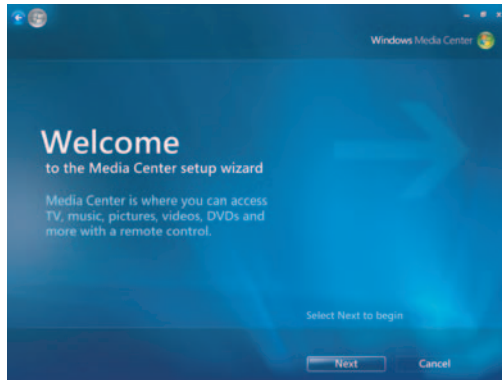 Windows Media Center
Welcome
to the Media Center setup wizard
Media Center is where you can access
TV, music, pictures, videos, DVDs and
more with a remote control.
Select Next to begin
Next Cancel